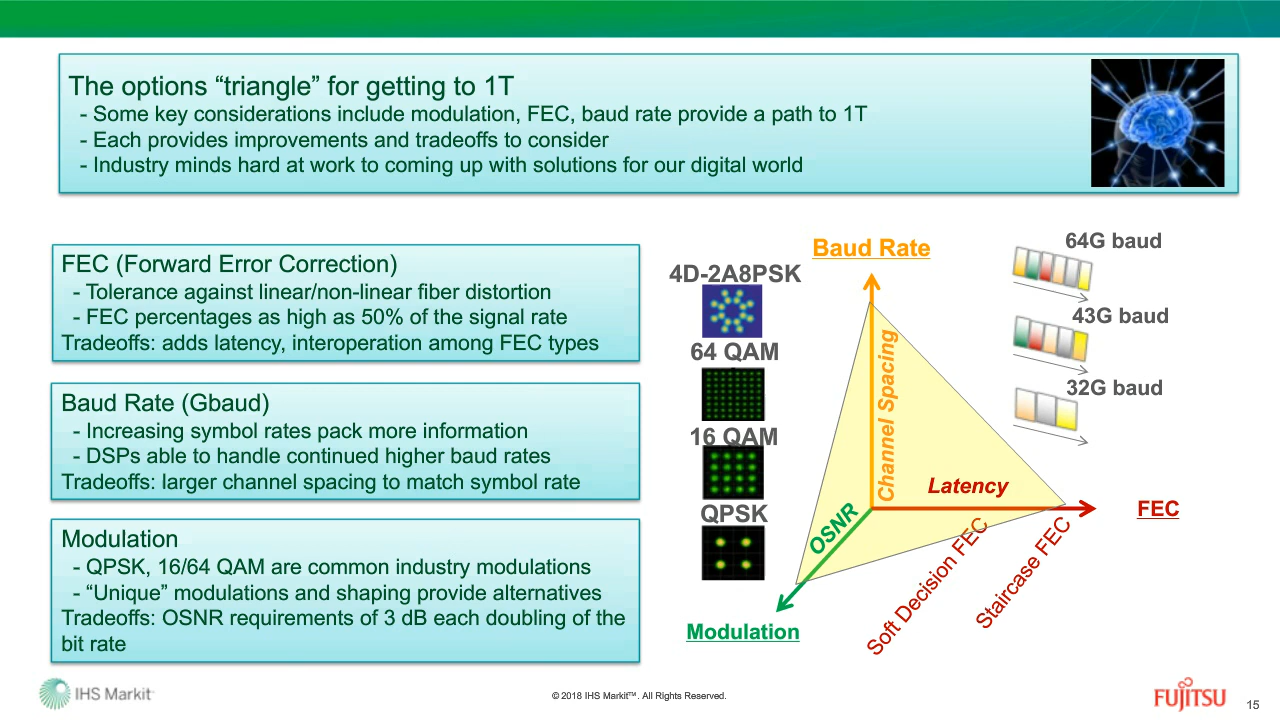 The options “triangle” for getting to 1T
- Some key considerations include modulation, FEC, baud rate provide a path to 1T
- Each provides improvements and tradeoffs to consider
- Industry minds hard at work to coming up with solutions for our digital world
FEC (Forward Error Correction)
- Tolerance against linear/non-linear fiber distortion
- FEC percentages as high as 50% of the signal rate
Tradeoffs: adds latency, interoperation among FEC types
Baud Rate (Gbaud)
- Increasing symbol rates pack more information
- DSPs able to handle continued higher baud rates
Tradeoffs: larger channel spacing to match symbol rate
Modulation
- QPSK, 16/64 QAM are common industry modulations
- “Unique” modulations and shaping provide alternatives
Tradeoffs: OSNR requirements of 3 dB each doubling of the
bit rate
4D-2A8PSK
64 QAM
16 QAM
QPSK
Baud Rate
Channel Spacing
Latency
OSNR
FEC
Soft Decision FEC
Staircase FEC
Modulation
64G baud
43G baud
32G baud
IHS Markit
© 2018 IHS Markit™. All Rights Reserved.
FUJITSU
15